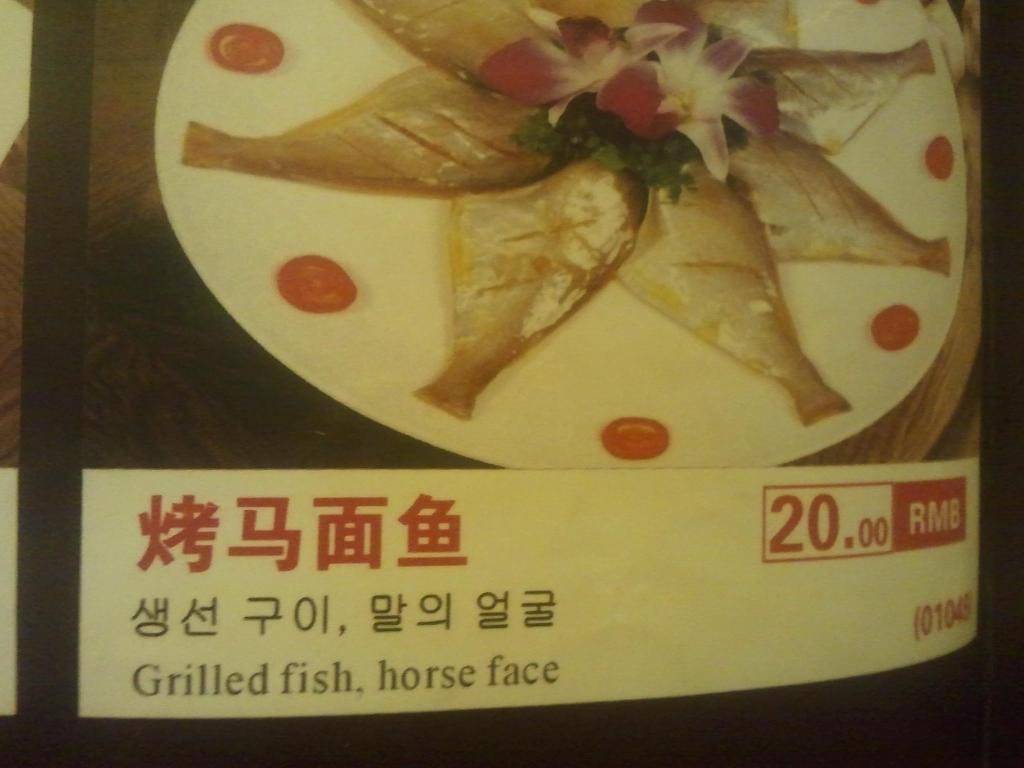 烤马面鱼
20.00 RMB
생선 구이, 말의 얼굴
Grilled fish, horse face